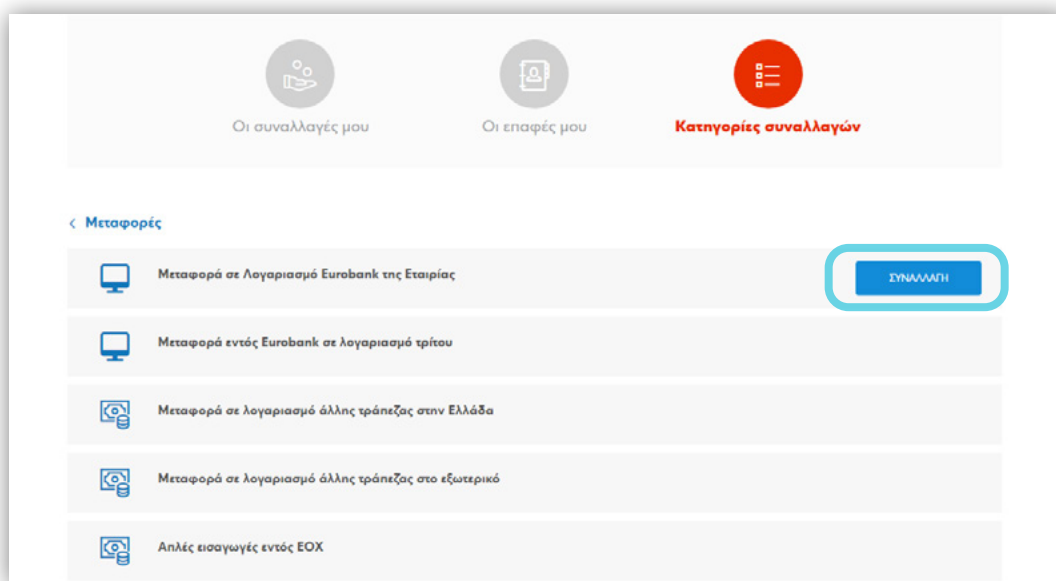 Οι συναλλαγές μου
Οι επαφές μου
Κατηγορίες συναλλαγών
< Μεταφορές
Μεταφορά σε Λογαριασμό Eurobank της Εταιρίας
ΣΥΝΑΛΛΑΓΗ
Μεταφορά εντός Eurobank σε λογαριασμό τρίτου
Μεταφορά σε λογαριασμό άλλης τράπεζας στην Ελλάδα
Μεταφορά σε λογαριασμό άλλης τράπεζας στο εξωτερικό
Απλές εισαγωγές εντός ΕΟΧ